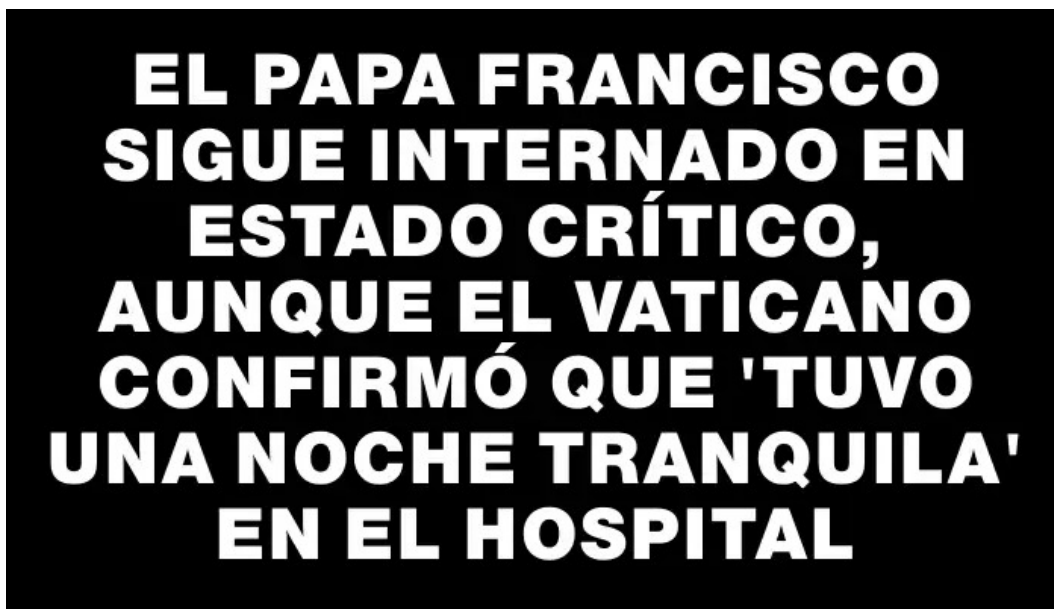 EL PAPA FRANCISCO
SIGUE INTERNADO EN
ESTADO CRÍTICO,
AUNQUE EL VATICANO
CONFIRMÓ QUE 'TUVO
UNA NOCHE TRANQUILA'
EN EL HOSPITAL